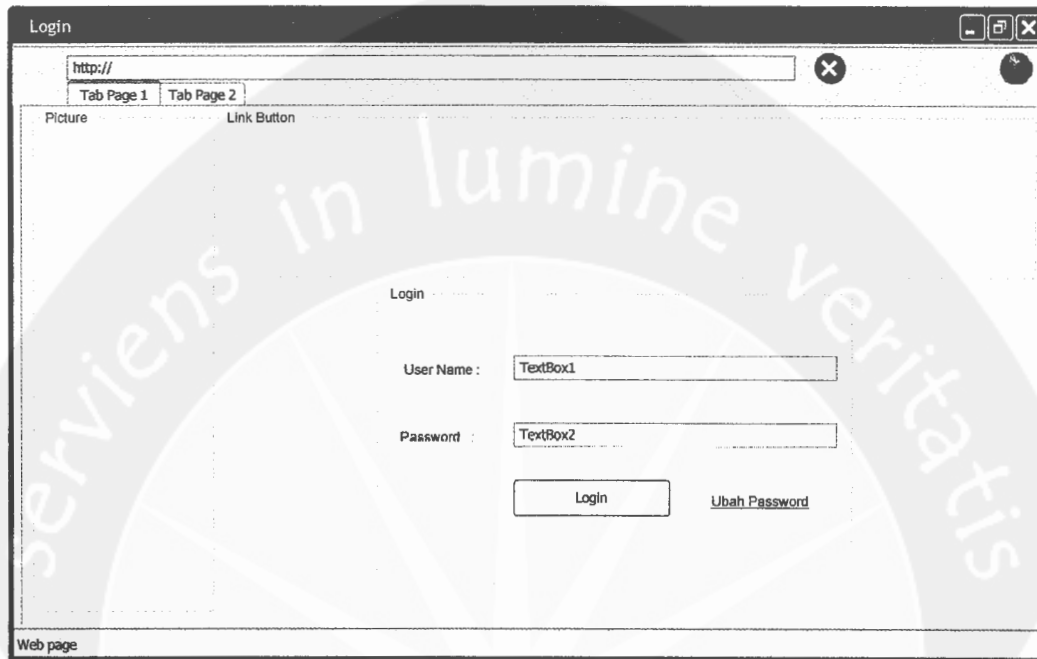 Login
http://
Tab Page 1 Tab Page 2
Picture Link Button
serviens in lumine veritatis
Login
User Name : TextBox1
Password : TextBox2
Login Ubah Password
Web page